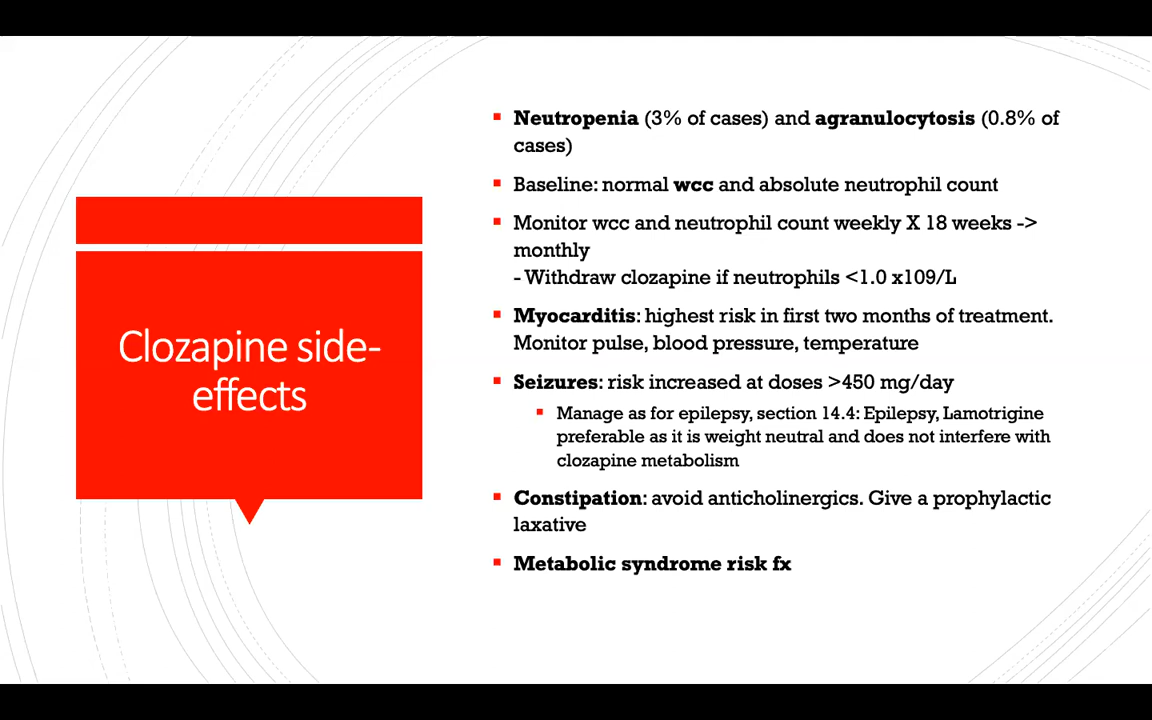 Clozapine side-
effects
Neutropenia (3% of cases) and agranulocytosis (0.8% of
cases)
Baseline: normal wcc and absolute neutrophil count
Monitor wcc and neutrophil count weekly X 18 weeks ->
monthly
- Withdraw clozapine if neutrophils <1.0 x109/L
Myocarditis: highest risk in first two months of treatment.
Monitor pulse, blood pressure, temperature
Seizures: risk increased at doses >450 mg/day
Manage as for epilepsy, section 14.4: Epilepsy, Lamotrigine
preferable as it is weight neutral and does not interfere with
clozapine metabolism
Constipation: avoid anticholinergics. Give a prophylactic
laxative
Metabolic syndrome risk fx